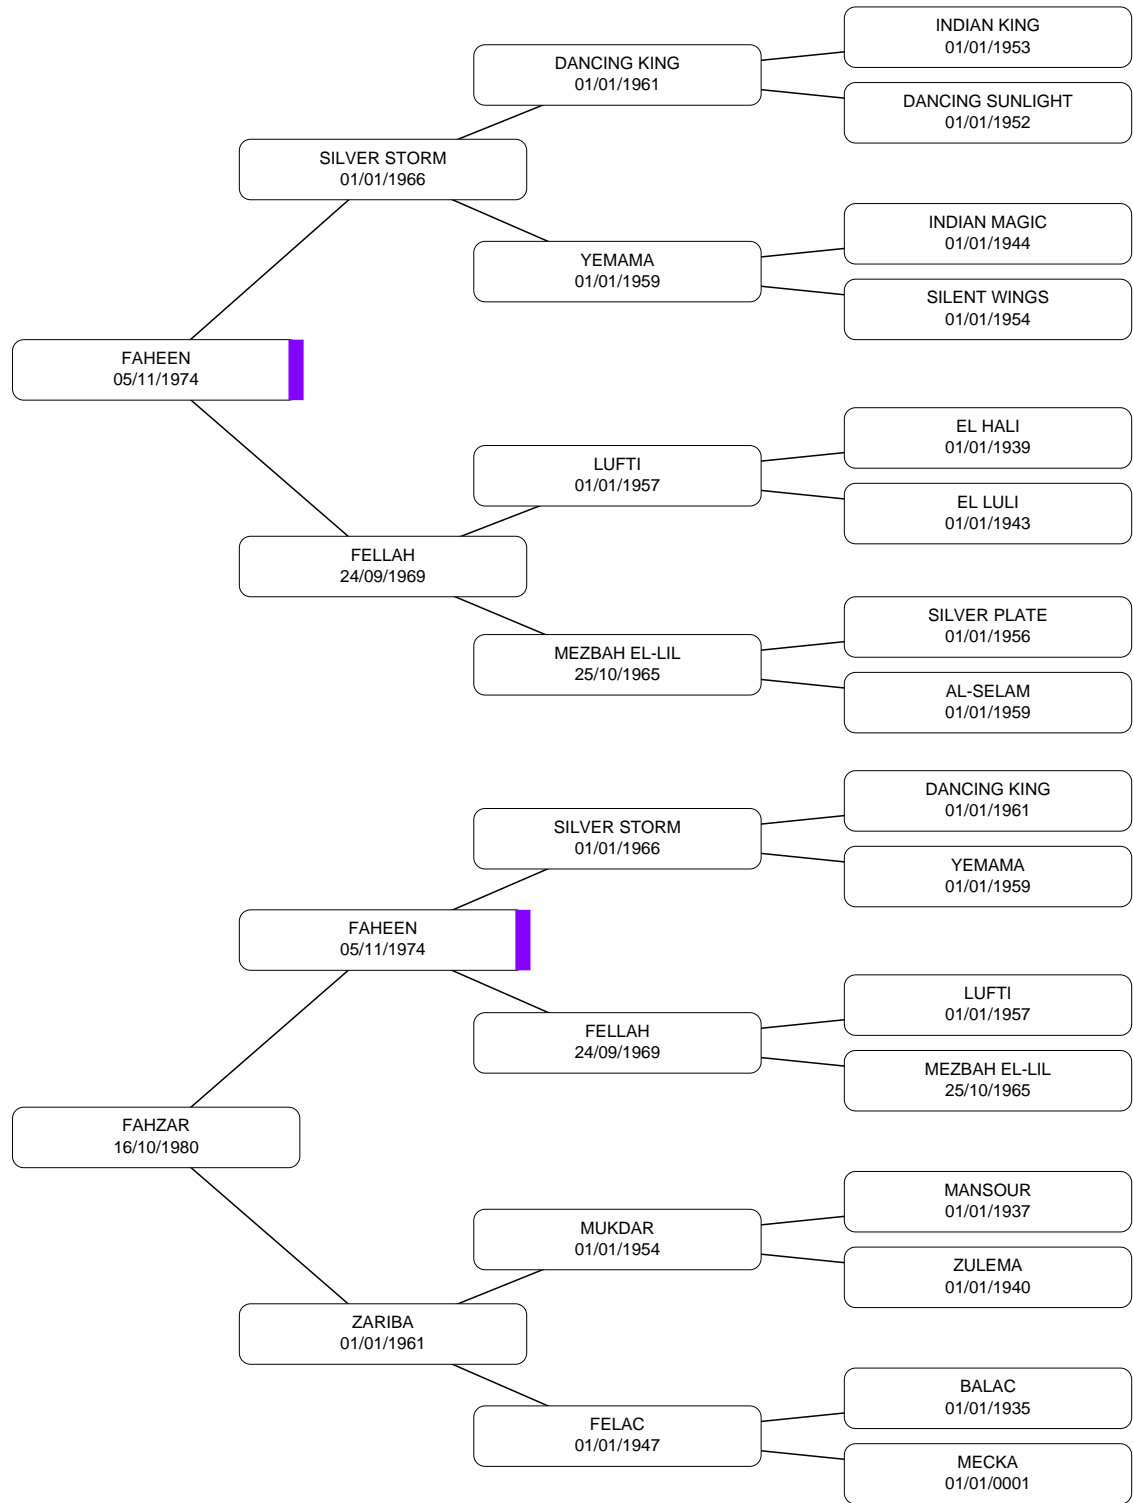 INDIAN KING
01/01/1953
DANCING KING
01/01/1961
DANCING SUNLIGHT
01/01/1952
SILVER STORM
01/01/1966
INDIAN MAGIC
01/01/1944
YEMAMA
01/01/1959
SILENT WINGS
01/01/1954
FAHEEN
05/11/1974
EL HALI
01/01/1939
LUFTI
01/01/1957
EL LULI
01/01/1943
FELLAH
24/09/1969
SILVER PLATE
01/01/1956
MEZBAH EL-LIL
25/10/1965
AL-SELAM
01/01/1959
DANCING KING
01/01/1961
SILVER STORM
01/01/1966
YEMAMA
01/01/1959
FAHEEN
05/11/1974
LUFTI
01/01/1957
FELLAH
24/09/1969
MEZBAH EL-LIL
25/10/1965
FAHZAR
16/10/1980
MANSOUR
01/01/1937
MUKDAR
01/01/1954
ZULEMA
01/01/1940
ZARIBA
01/01/1961
BALAC
01/01/1935
FELAC
01/01/1947
MECKA
01/01/0001